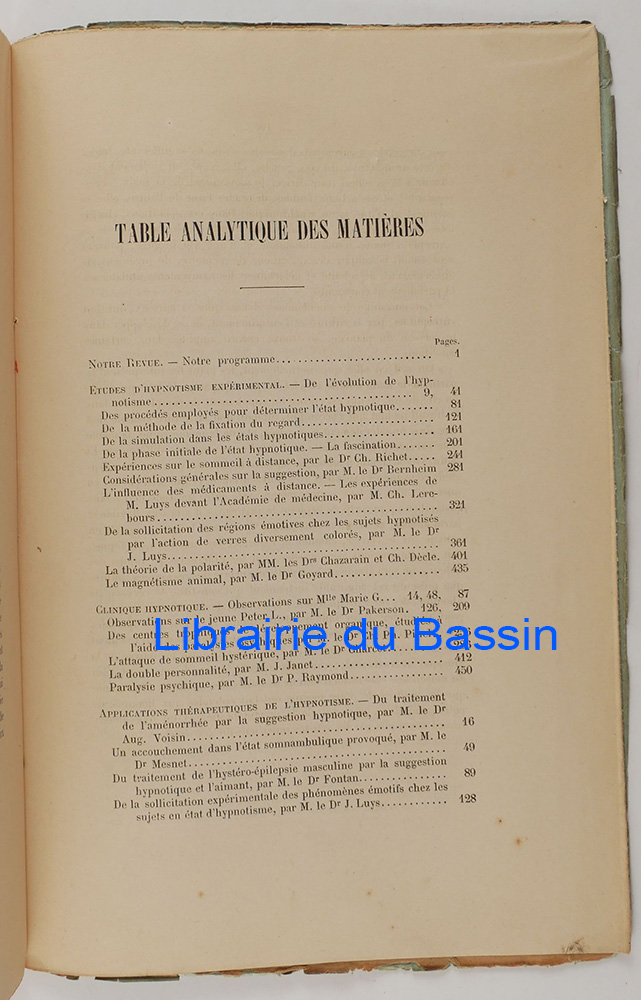 TABLE ANALYTIQUE DES MATIÈRES
Pages.
NOTRE REVUE. — Notre programme........................ 1
ETUDES D'HYPNOTISME EXPÉRIMENTAL. — De l'évolution de l'hyp-
notisme........................................ 9, 41
Des procédés employés pour déterminer l'état hypnotique....... 81
De la méthode de la fixation du regard...................... 121
De la simulation dans les états hypnotiques................... 161
De la phase initiale de l'état hypnotique. — La fascination....... 201
Expériences sur le sommeil à distance, par le Dr Ch. Richet..... 241
Considérations générales sur la suggestion, par M. le Dr Bernheim 281
L'influence des médicaments à distance. — Les expériences de
M. Luys devant l'Académie de médecine, par M. Ch. Lere-
bours............................................. 321
De la sollicitation des régions émotives chez les sujets hypnotisés
par l'action de verres diversement colorés, par M. le Dr
J. Luys............................................ 361
La théorie de la polarité, par MM. les Drs Chazarain et Ch. Dècle. 401
Le magnétisme animal, par M. le Dr Goyard.................. 435
CLINIQUE HYPNOTIQUE. — Observations sur Mlle Marie G... 14, 48, 87
Observations sur le jeune Peter L., par M. le Dr Pakerson. 126, 209
Des centres organique,
L'attaque de sommeil hystérique, par M. le Dr
La double personnalité, par M. J. Janet..................... 412
Paralysie psychique, par M. le Dr P. Raymond................ 450
Librairie du Bassin
APPLICATIONS THÉRAPEUTIQUES DE L'HYPNOTISME. — Du traitement
de l'aménorrhée par la suggestion hypnotique, par M. le Dr
Aug. Voisin........................................ 16
Un accouchement dans l'état somnambulique provoqué, par M. le
Dr Mesnet......................................... 49
Du traitement de l'hystéro-épilepsie masculine par la suggestion
hypnotique et l'aimant, par M. le Dr Fontan............. 89
De la sollicitation expérimentale des phénomènes émotifs chez les
sujets en état d'hypnotisme, par M. le Dr J. Luys........... 128